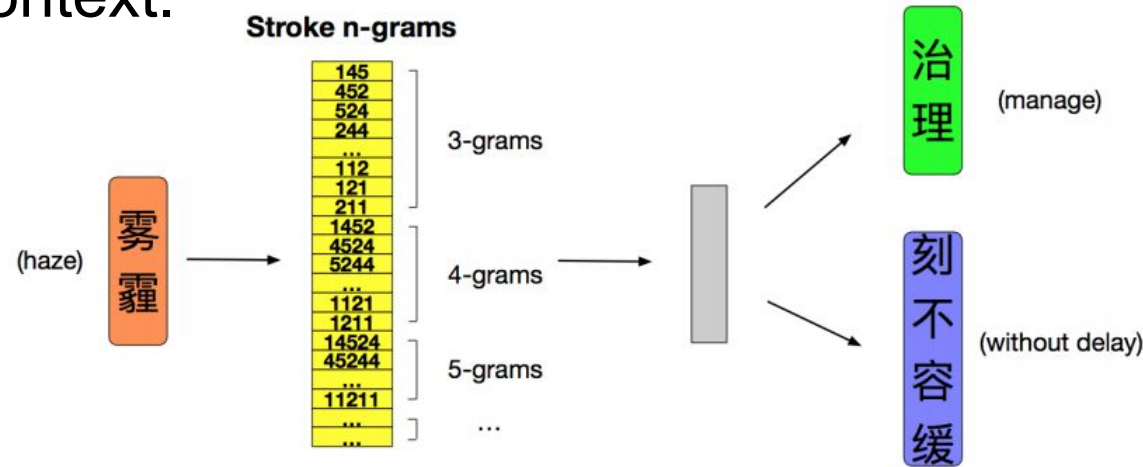 ontext.
Stroke n-grams
145
452
524
244
...
112
121
211
3-grams
1452
4524
5244
...
1121
1211
4-grams
14524
45244
...
11211
5-grams
...
...
...
(haze)
雾
霾
治
理
(manage)
刻
不
容
缓
(without delay)